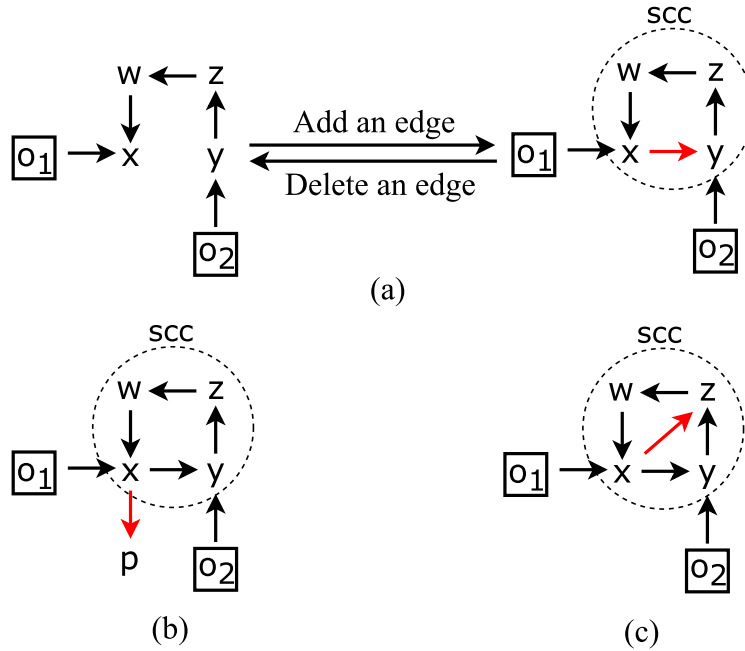 scc
w z
w z
Add an edge
o1 x y
o1 x y
Delete an edge
o2
o2
(a)
scc
scc
w z
w z
o1 x y
o1 x y
p
o2
o2
(b)
(c)